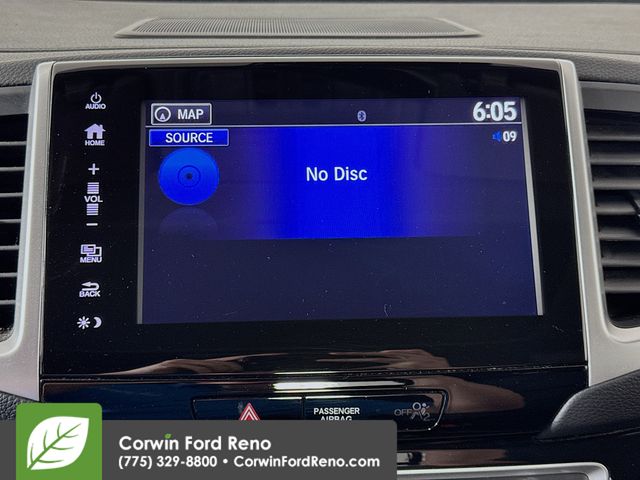 AUDIO
HOME
+
VOL
−
MENU
BACK
MAP
6:05
SOURCE
09
No Disc
PASSENGER
AIRBAG
OFF
2
Corwin Ford Reno
(775) 329-8800 • CorwinFordReno.com